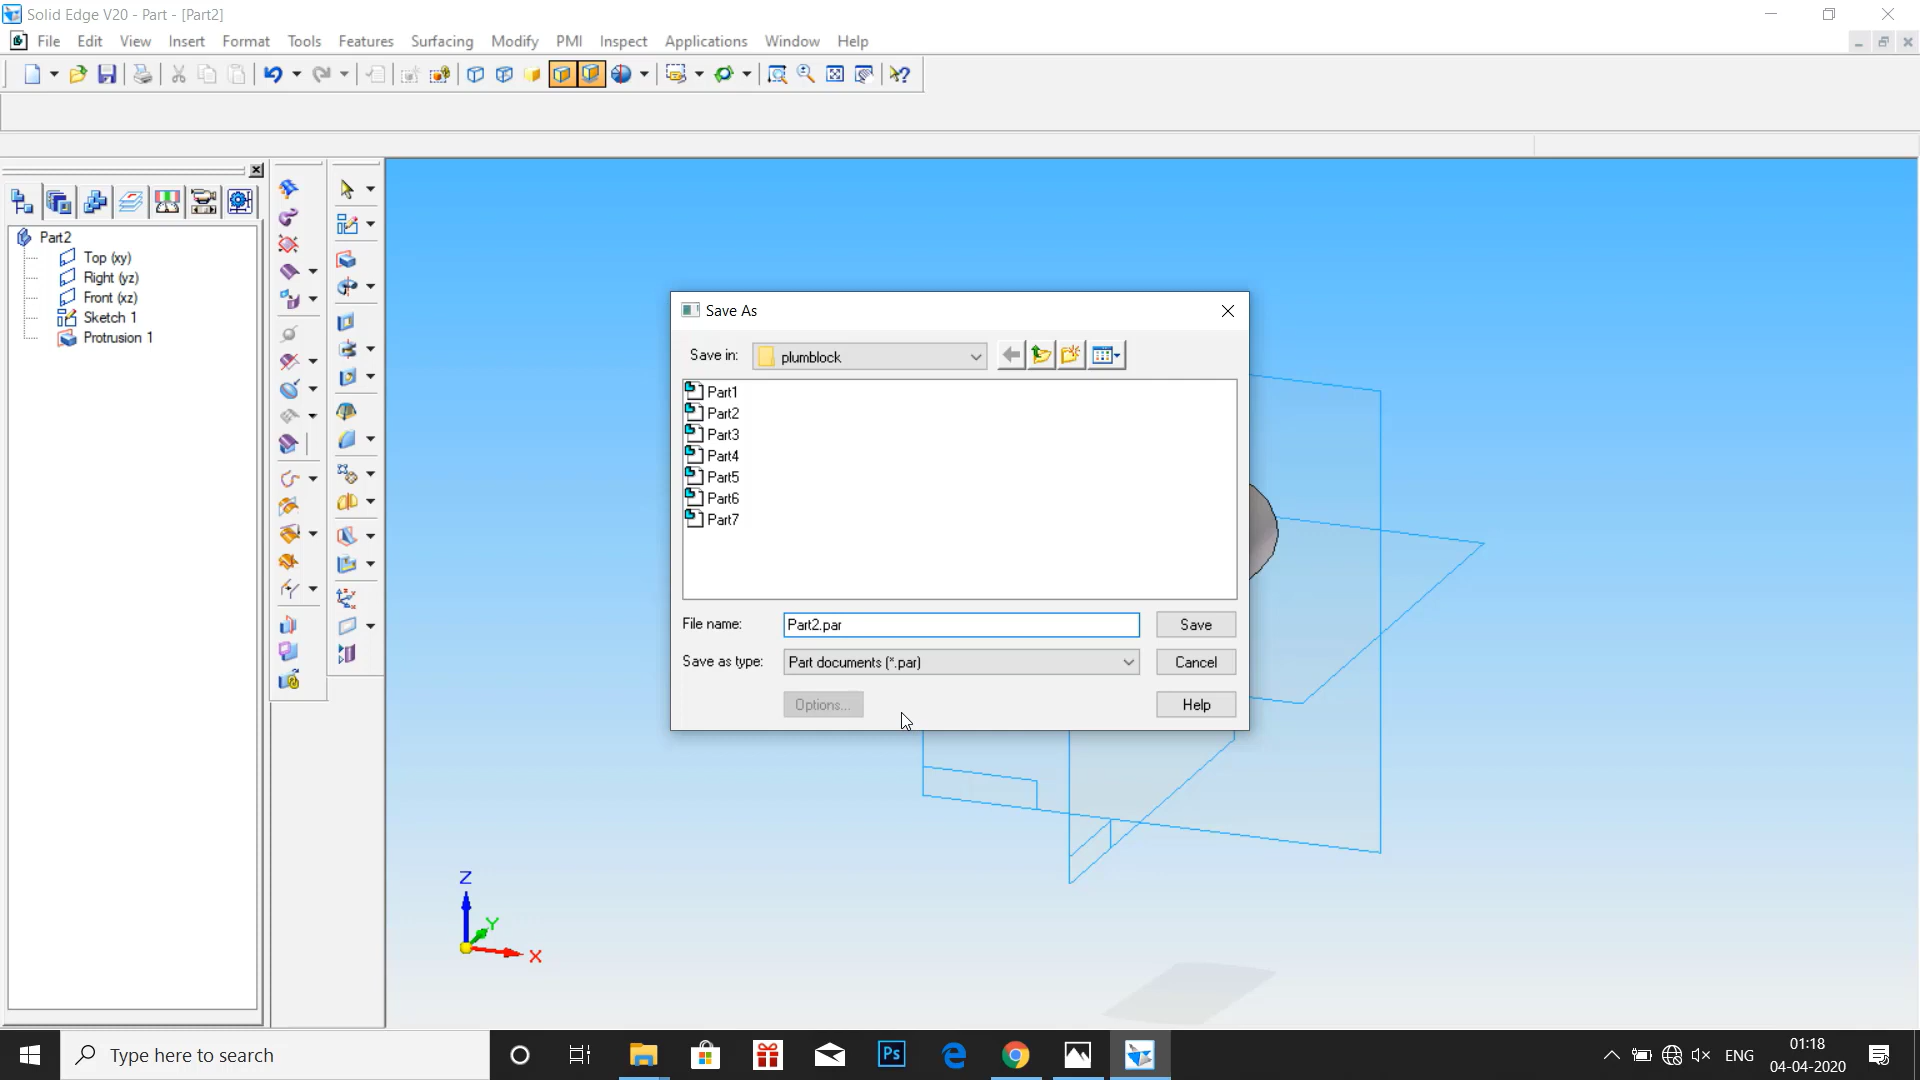 Solid Edge V20 - Part - [Part2]
File Edit View Insert Format Tools Features Surfacing Modify PMI Inspect Applications Window Help
Part2
Top (xy)
Right (yz)
Front (xz)
Sketch 1
Protrusion 1
Save As
Save in: plumblock
Part1
Part2
Part3
Part4
Part5
Part6
Part7
File name: Part2.par Save
Save as type: Part documents (*.par) Cancel
Options... Help
Z
Y
X
Type here to search
Ps
ENG
01:18
04-04-2020